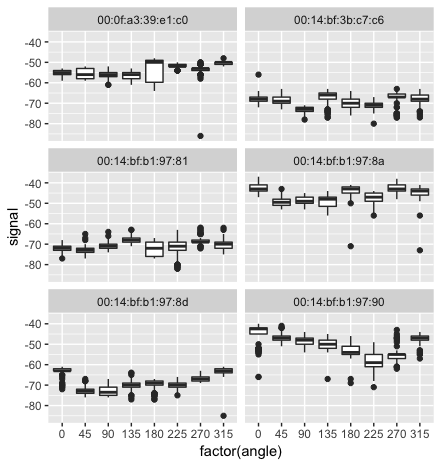 00:0f:a3:39:e1:c0 00:14:bf:3b:c7:c6
-40
-50
-60
-70
-80
00:14:bf:b1:97:81 00:14:bf:b1:97:8a
-40
-50
-60
-70
-80
signal
00:14:bf:b1:97:8d 00:14:bf:b1:97:90
-40
-50
-60
-70
-80
0 45 90 135 180 225 270 315 0 45 90 135 180 225 270 315
factor(angle)